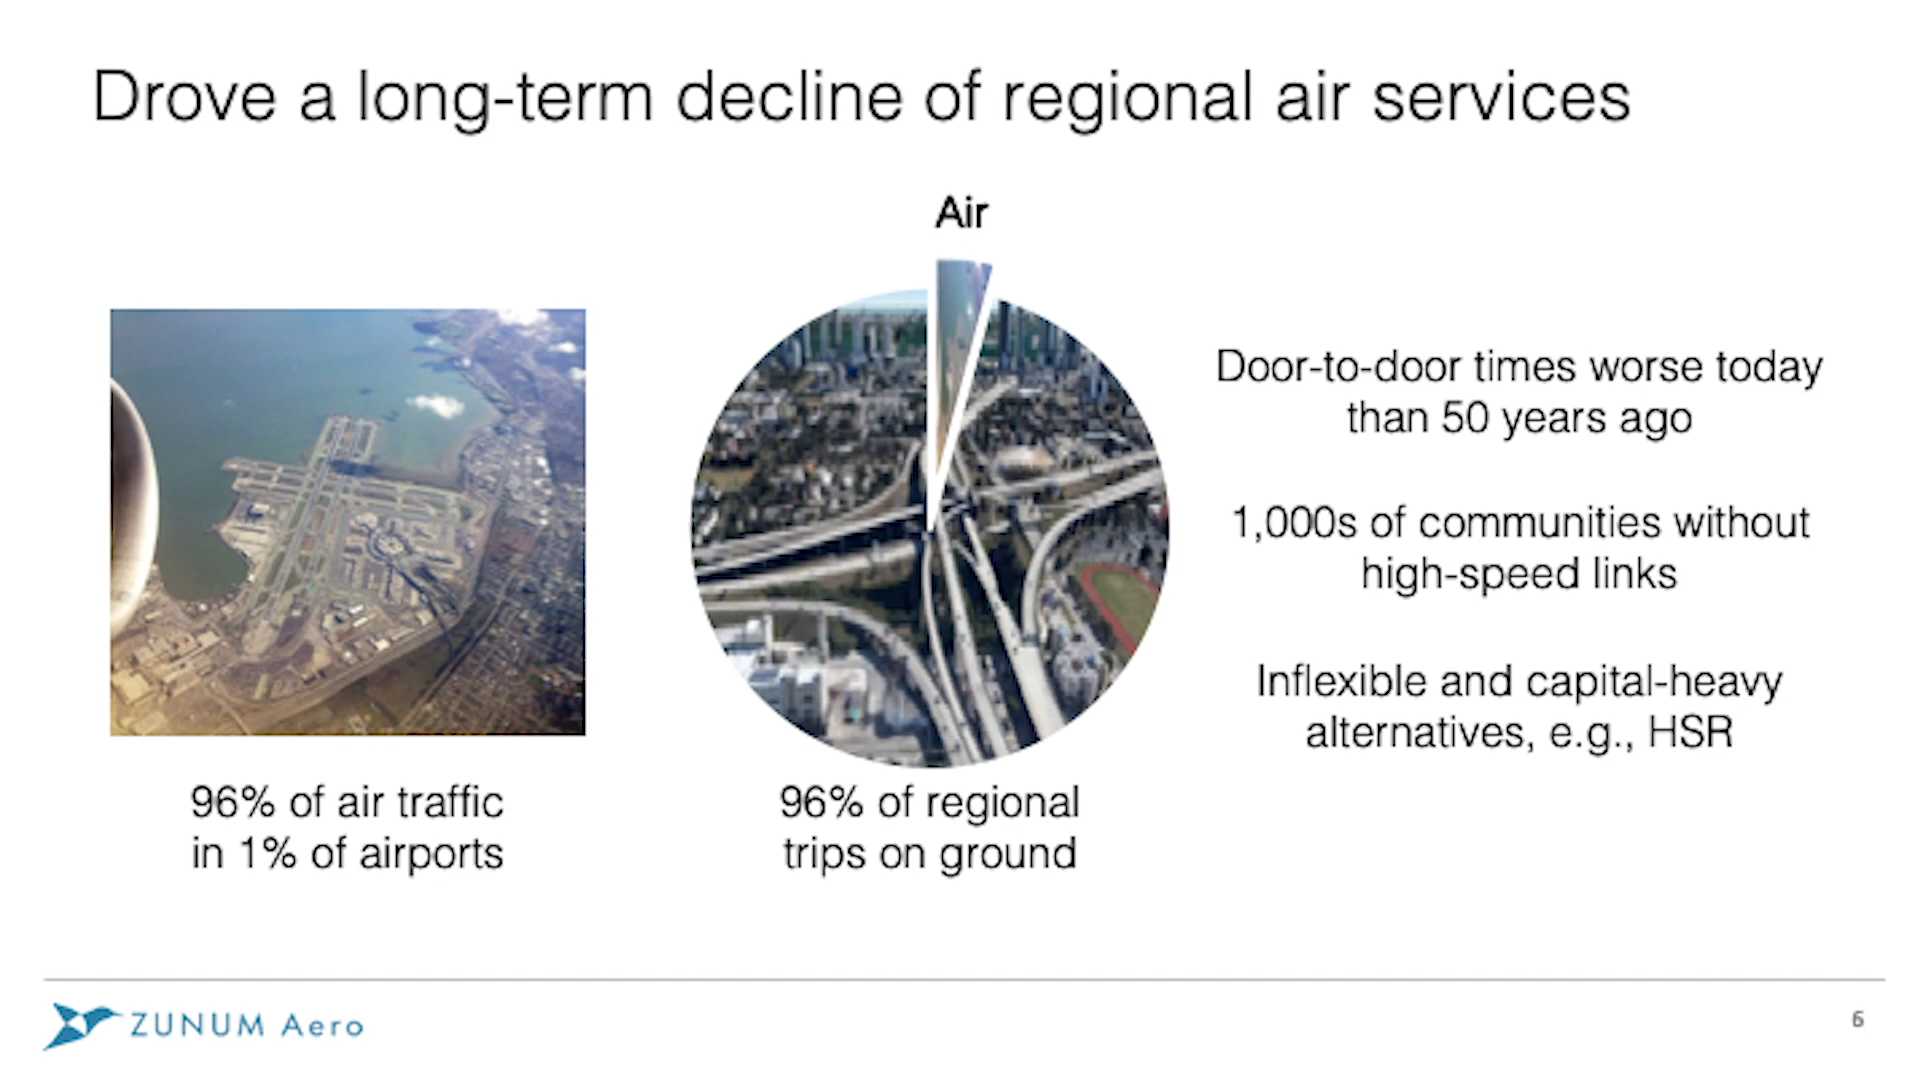 Drove a long-term decline of regional air services
Air
96% of air traffic
in 1% of airports
96% of regional
trips on ground
Door-to-door times worse today
than 50 years ago
1,000s of communities without
high-speed links
Inflexible and capital-heavy
alternatives, e.g., HSR
ZUNUM Aero
6